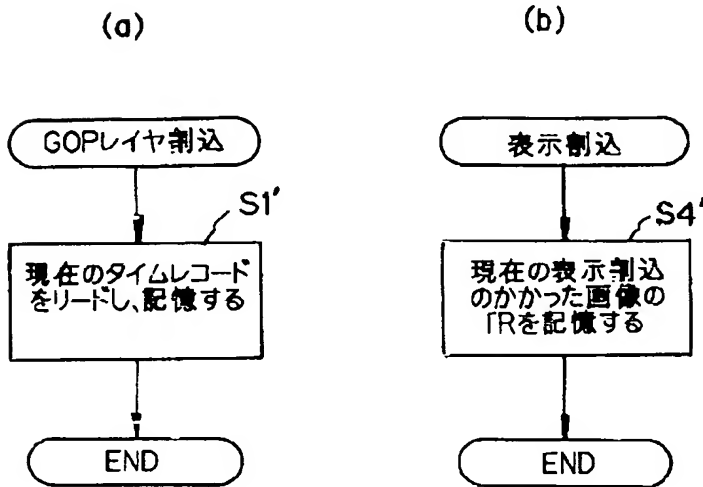 (a)
GOPレイヤ割込
S1′
現在のタイムレコード
をリードし、記憶する
END
(b)
表示割込
S4′
現在の表示割込
のかかった画像の
TRを記憶する
END